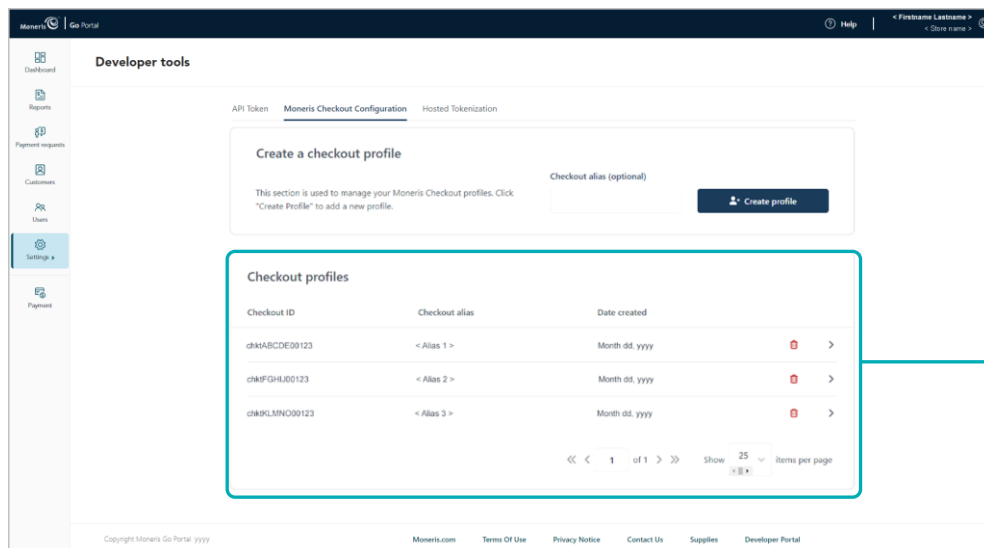 Moneris Go Portal
Help
< Firstname Lastname >
< Store name >
Dashboard
Reports
Payment requests
Customers
Users
Settings
Payment
Developer tools
API Token Moneris Checkout Configuration Hosted Tokenization
Create a checkout profile
This section is used to manage your Moneris Checkout profiles. Click
"Create Profile" to add a new profile.
Checkout alias (optional)
Create profile
Checkout profiles
Checkout ID Checkout alias Date created
chktABCDE00123 < Alias 1 > Month dd, yyyy
chktFGHIJ00123 < Alias 2 > Month dd, yyyy
chktKLMNO00123 < Alias 3 > Month dd, yyyy
1 of 1 Show 25 items per page
Copyright Moneris Go Portal yyyy
Moneris.com Terms Of Use Privacy Notice Contact Us Supplies Developer Portal